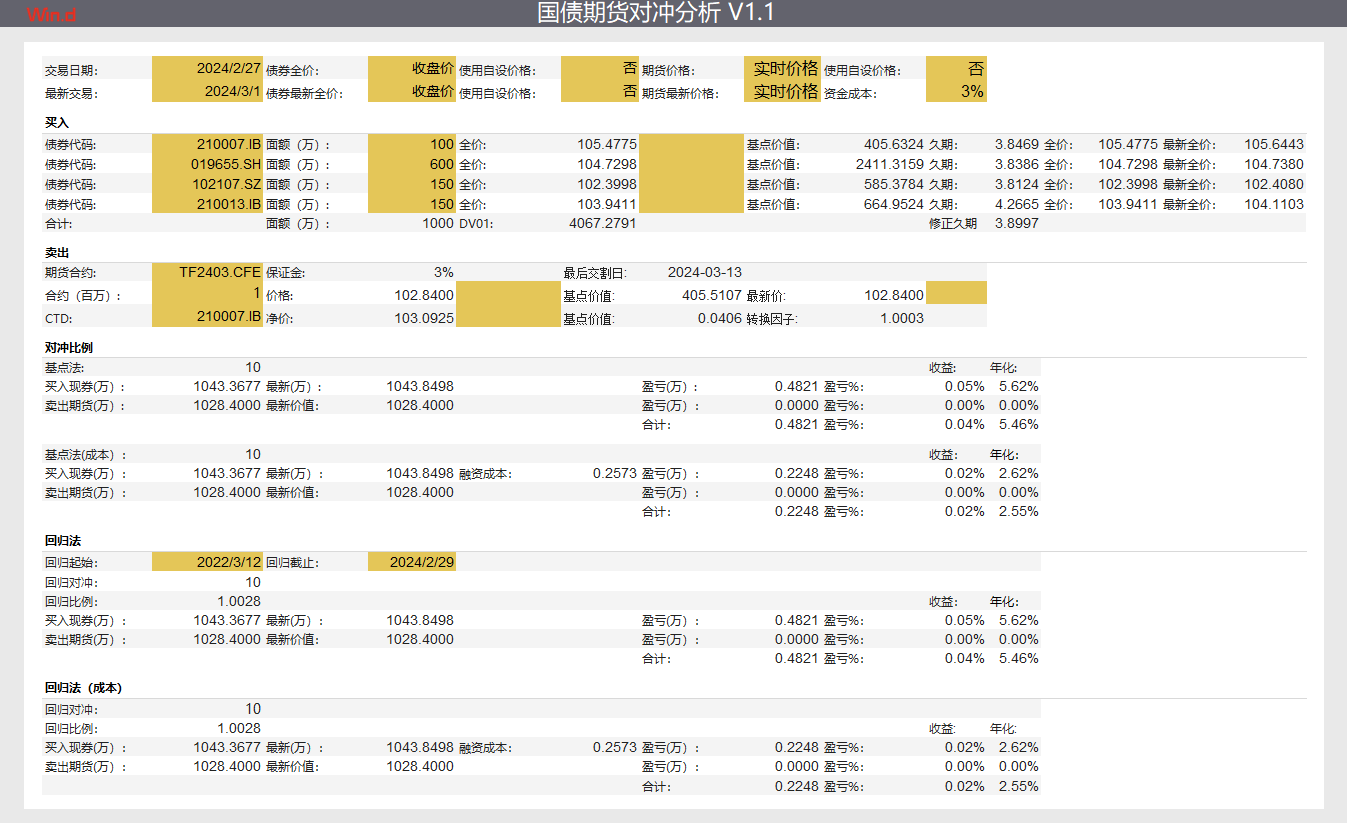 Wind 国债期货对冲分析 V1.1
交易日期: 2024/2/27 债券全价: 收盘价 使用自设价格: 否 期货价格: 实时价格 使用自设价格: 否
最新交易: 2024/3/1 债券最新全价: 收盘价 使用自设价格: 否 期货最新价格: 实时价格 资金成本: 3%
买入
债券代码: 210007.IB 面额（万）: 100 全价: 105.4775 基点价值: 405.6324 久期: 3.8469 全价: 105.4775 最新全价: 105.6443
债券代码: 019655.SH 面额（万）: 600 全价: 104.7298 基点价值: 2411.3159 久期: 3.8386 全价: 104.7298 最新全价: 104.7380
债券代码: 102107.SZ 面额（万）: 150 全价: 102.3998 基点价值: 585.3784 久期: 3.8124 全价: 102.3998 最新全价: 102.4080
债券代码: 210013.IB 面额（万）: 150 全价: 103.9411 基点价值: 664.9524 久期: 4.2665 全价: 103.9411 最新全价: 104.1103
合计: 面额（万）: 1000 DV01: 4067.2791 修正久期 3.8997
卖出
期货合约: TF2403.CFE 保证金: 3% 最后交割日: 2024-03-13
合约（百万）: 1 价格: 102.8400 基点价值: 405.5107 最新价: 102.8400
CTD: 210007.IB 净价: 103.0925 基点价值: 0.0406 转换因子: 1.0003
对冲比例
基点法: 10 收益: 年化:
买入现券(万）: 1043.3677 最新(万）: 1043.8498 盈亏(万）: 0.4821 盈亏%: 0.05% 5.62%
卖出期货(万）: 1028.4000 最新价值: 1028.4000 盈亏(万）: 0.0000 盈亏%: 0.00% 0.00%
合计: 0.4821 盈亏%: 0.04% 5.46%
基点法(成本）: 10 收益: 年化:
买入现券(万）: 1043.3677 最新(万）: 1043.8498 融资成本: 0.2573 盈亏(万）: 0.2248 盈亏%: 0.02% 2.62%
卖出期货(万）: 1028.4000 最新价值: 1028.4000 盈亏(万）: 0.0000 盈亏%: 0.00% 0.00%
合计: 0.2248 盈亏%: 0.02% 2.55%
回归法
回归起始: 2022/3/12 回归截止: 2024/2/29
回归对冲: 10
回归比例: 1.0028 收益: 年化:
买入现券(万）: 1043.3677 最新(万）: 1043.8498 盈亏(万）: 0.4821 盈亏%: 0.05% 5.62%
卖出期货(万）: 1028.4000 最新价值: 1028.4000 盈亏(万）: 0.0000 盈亏%: 0.00% 0.00%
合计: 0.4821 盈亏%: 0.04% 5.46%
回归法（成本）
回归对冲: 10
回归比例: 1.0028 收益: 年化:
买入现券(万）: 1043.3677 最新(万）: 1043.8498 融资成本: 0.2573 盈亏(万）: 0.2248 盈亏%: 0.02% 2.62%
卖出期货(万）: 1028.4000 最新价值: 1028.4000 盈亏(万）: 0.0000 盈亏%: 0.00% 0.00%
合计: 0.2248 盈亏%: 0.02% 2.55%